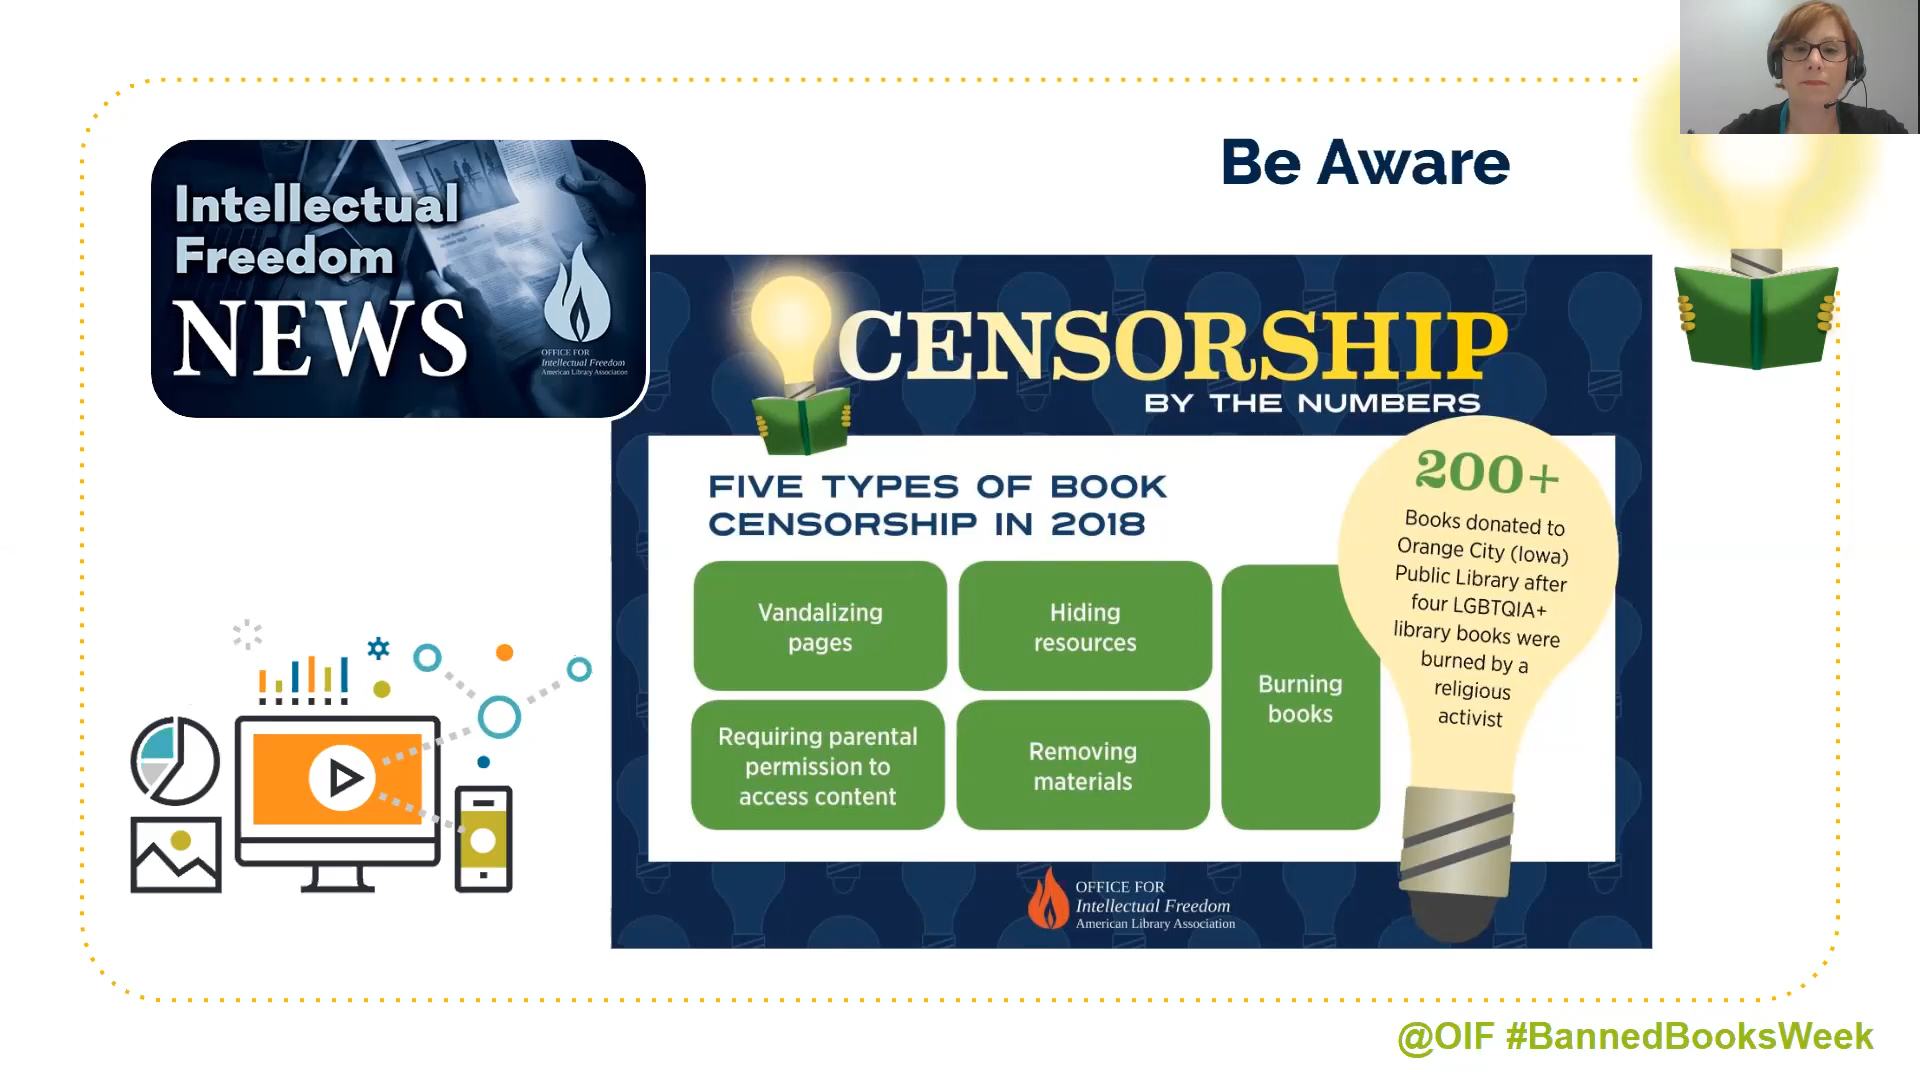 Be Aware
Intellectual
Freedom
NEWS
OFFICE FOR
Intellectual Freedom
American Library Association
CENSORSHIP
BY THE NUMBERS
FIVE TYPES OF BOOK
CENSORSHIP IN 2018
Vandalizing
pages
Hiding
resources
Requiring parental
permission to
access content
Removing
materials
Burning
books
200+
Books donated to
Orange City (Iowa)
Public Library after
four LGBTQIA+
library books were
burned by a
religious
activist
OFFICE FOR
Intellectual Freedom
American Library Association
@OIF #BannedBooksWeek